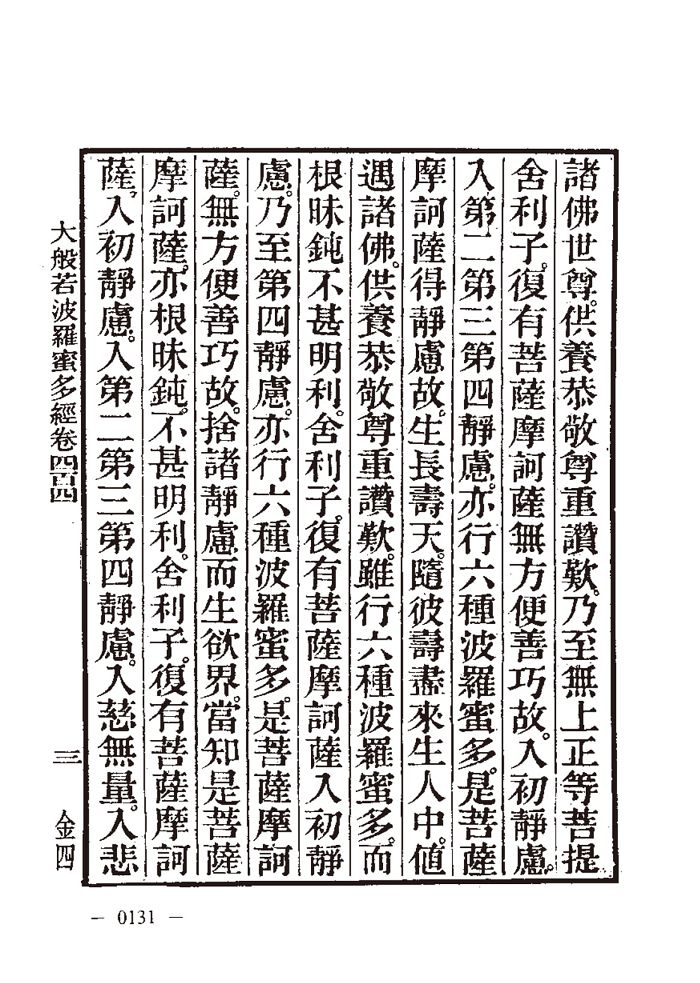 諸佛世尊。供養恭敬尊重讚歎。乃至無上正等菩提
舍利子。復有菩薩摩訶薩無方便善巧故。入初靜慮。
入第二第三第四靜慮。亦行六種波羅蜜多。是菩薩
摩訶薩得靜慮故。生長壽天。隨彼壽盡來生人中。值
遇諸佛。供養恭敬尊重讚歎。雖行六種波羅蜜多。而
根昧鈍不甚明利。舍利子。復有菩薩摩訶薩入初靜
慮。乃至第四靜慮。亦行六種波羅蜜多。是菩薩摩訶
薩。無方便善巧故。捨諸靜慮而生欲界。當知是菩薩
摩訶薩。亦根昧鈍。不甚明利。舍利子。復有菩薩摩訶
薩。入初靜慮。入第二第三第四靜慮。入慈無量。入悲
大般若波羅蜜多經卷四百四 三 金四
— 0131 —